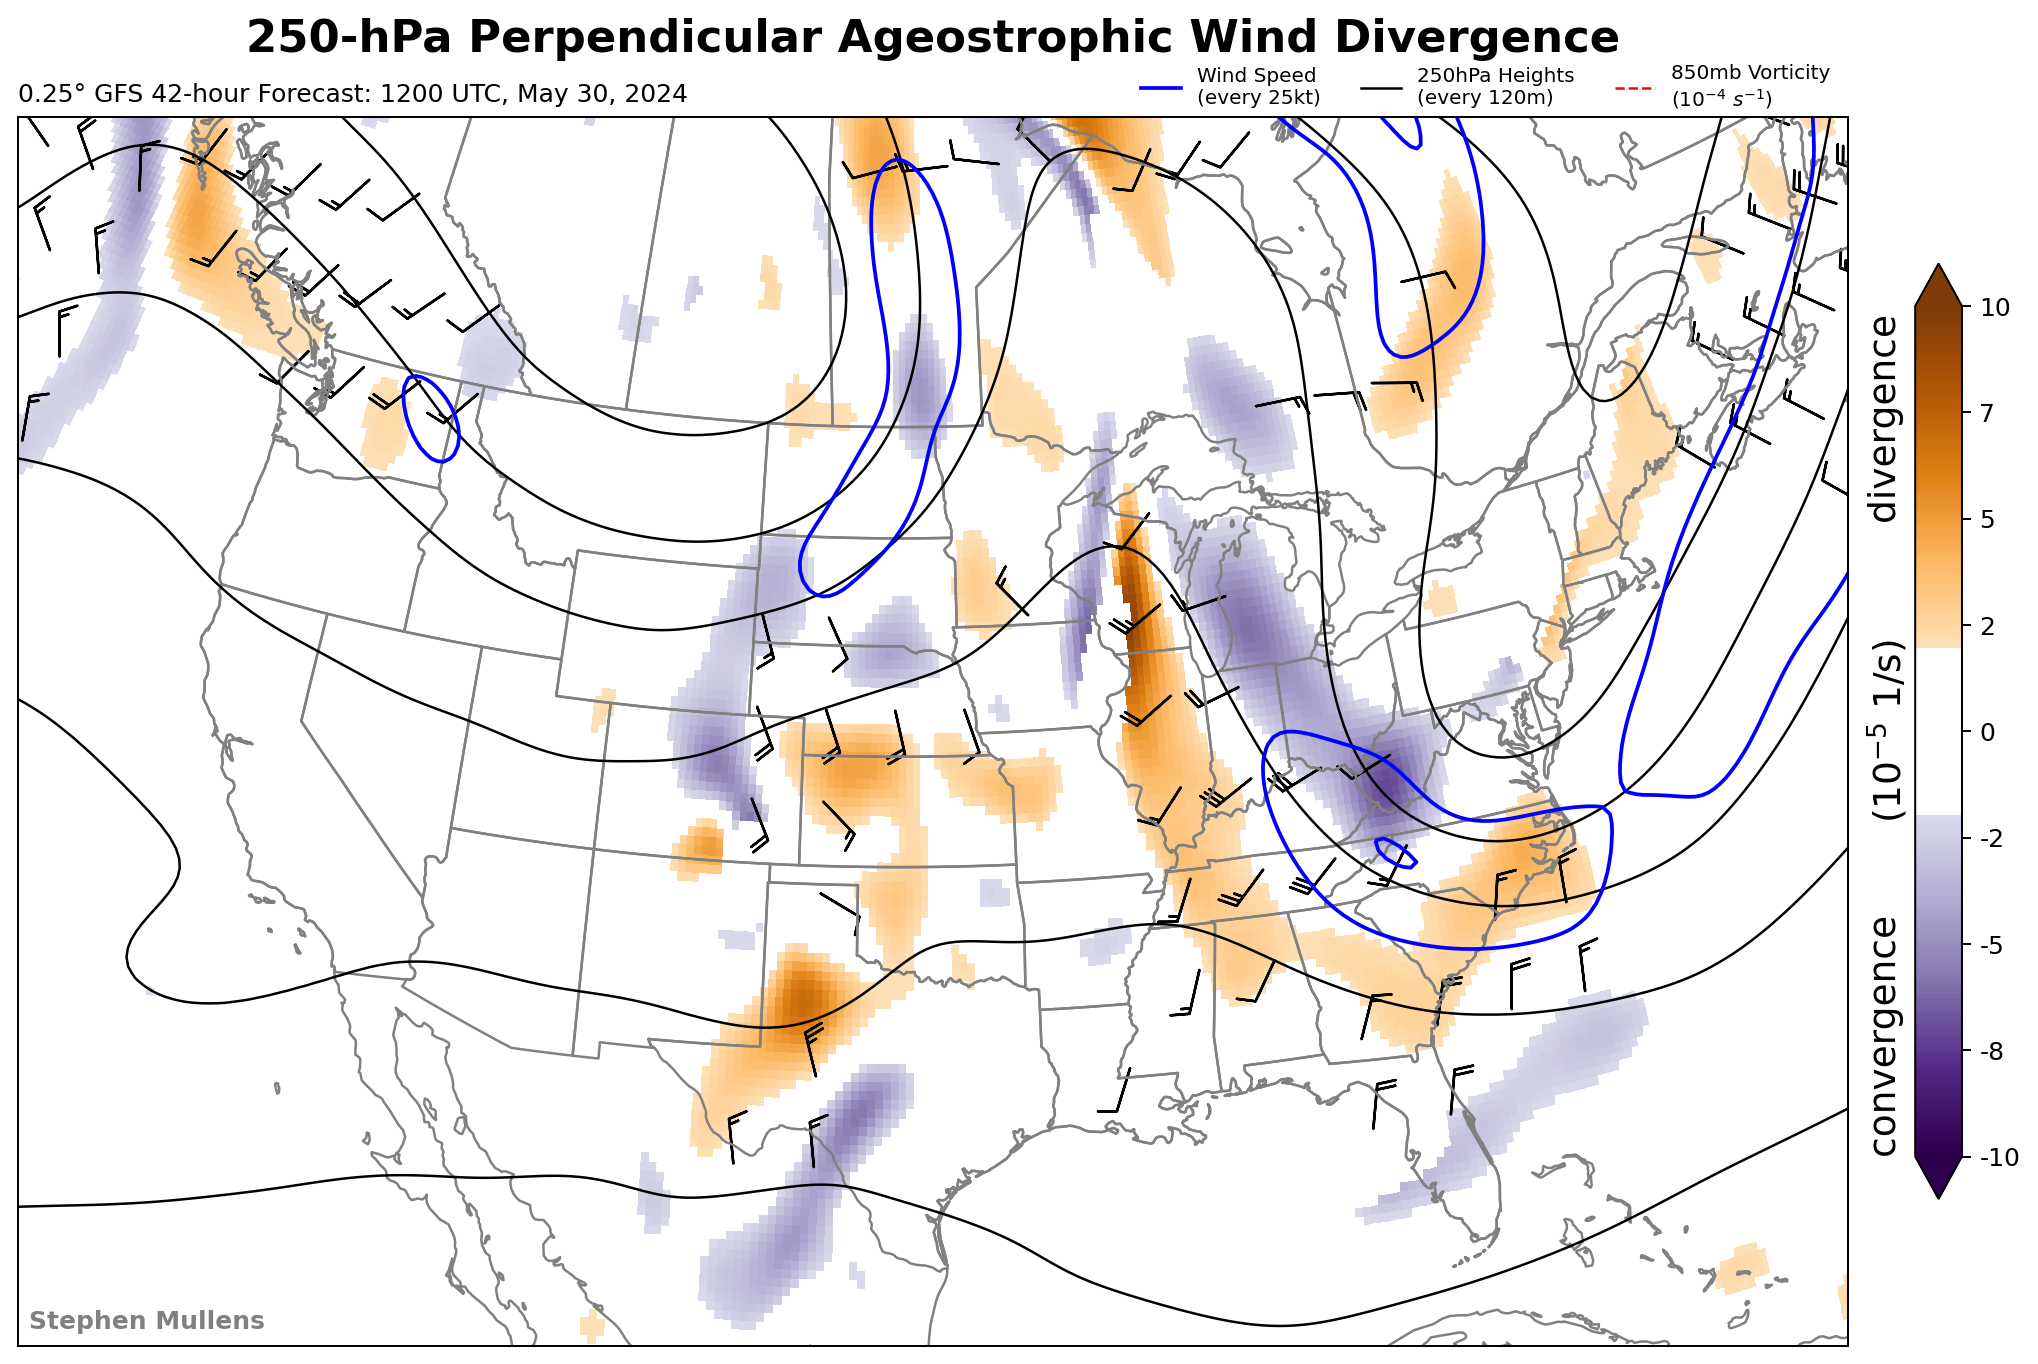 250-hPa Perpendicular Ageostrophic Wind Divergence
0.25° GFS 42-hour Forecast: 1200 UTC, May 30, 2024
Wind Speed
(every 25kt)
250hPa Heights
(every 120m)
850mb Vorticity
(10⁻⁴ s⁻¹)
10
7
5
2
0
-2
-5
-8
-10
convergence (10⁻⁵ 1/s) divergence
Stephen Mullens